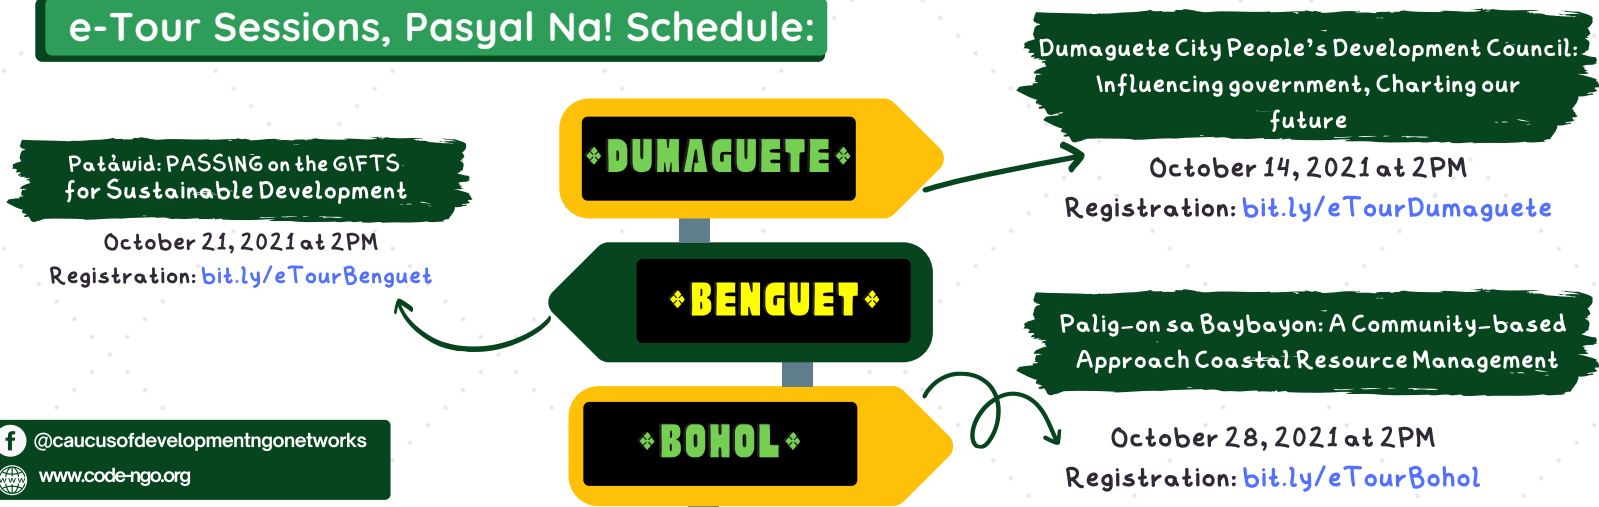 e-Tour Sessions, Pasyal Na! Schedule:
DUMAGUETE
Dumaguete City People's Development Council:
Influencing government, Charting our
future
October 14, 2021 at 2PM
Registration: bit.ly/eTourDumaguete
BENGUET
Patáwid: PASSING on the GIFTS
for Sustainable Development
October 21, 2021 at 2PM
Registration: bit.ly/eTourBenguet
BOHOL
Palig-on sa Baybayon: A Community-based
Approach Coastal Resource Management
October 28, 2021 at 2PM
Registration: bit.ly/eTourBohol
@caucusofdevelopmentngonetworks
www.code-ngo.org